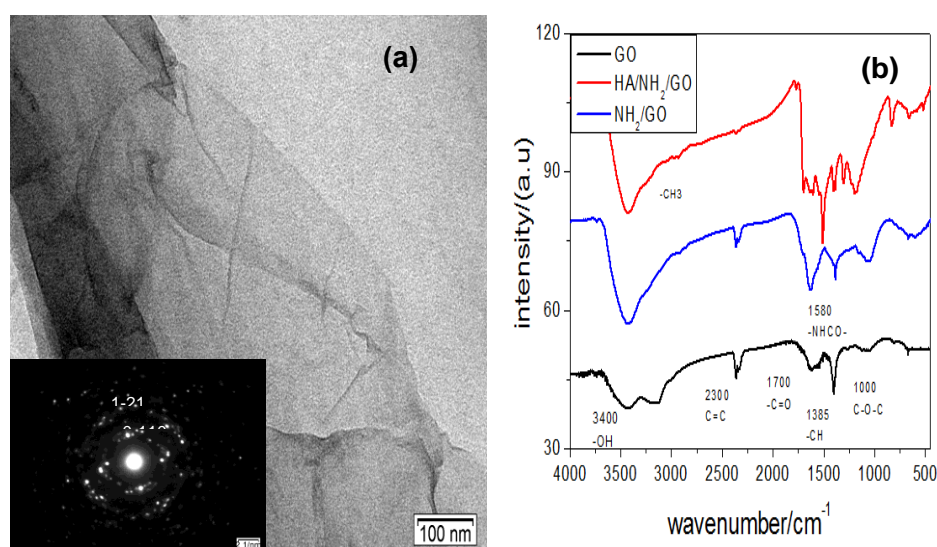 (a)
1-21
100 nm
(b)
120
90
60
30
GO
HA/NH₂/GO
NH₂/GO
-CH3
1580
-NHCO-
3400
-OH
2300
C=C
1700
-C=O
1385
-CH
1000
C-O-C
4000 3500 3000 2500 2000 1500 1000 500
intensity/(a.u)
wavenumber/cm⁻¹